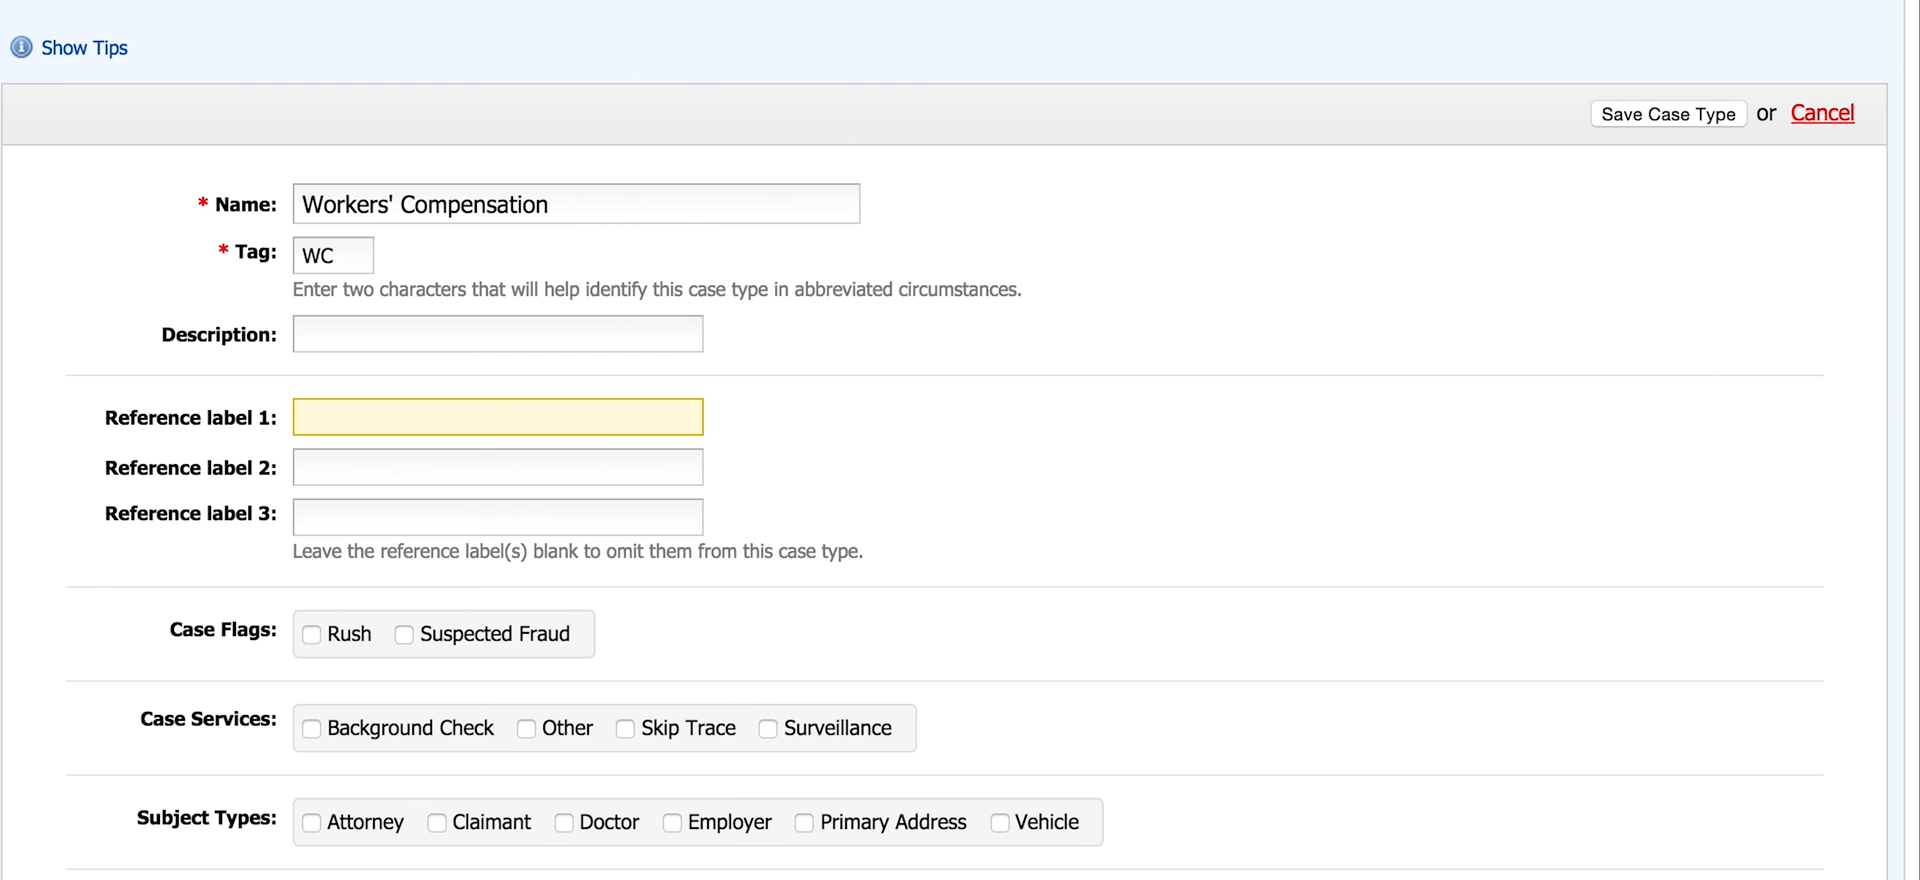 Show Tips
Save Case Type or Cancel
* Name: Workers' Compensation
* Tag: WC
Enter two characters that will help identify this case type in abbreviated circumstances.
Description:
Reference label 1:
Reference label 2:
Reference label 3:
Leave the reference label(s) blank to omit them from this case type.
Case Flags: Rush Suspected Fraud
Case Services: Background Check Other Skip Trace Surveillance
Subject Types: Attorney Claimant Doctor Employer Primary Address Vehicle